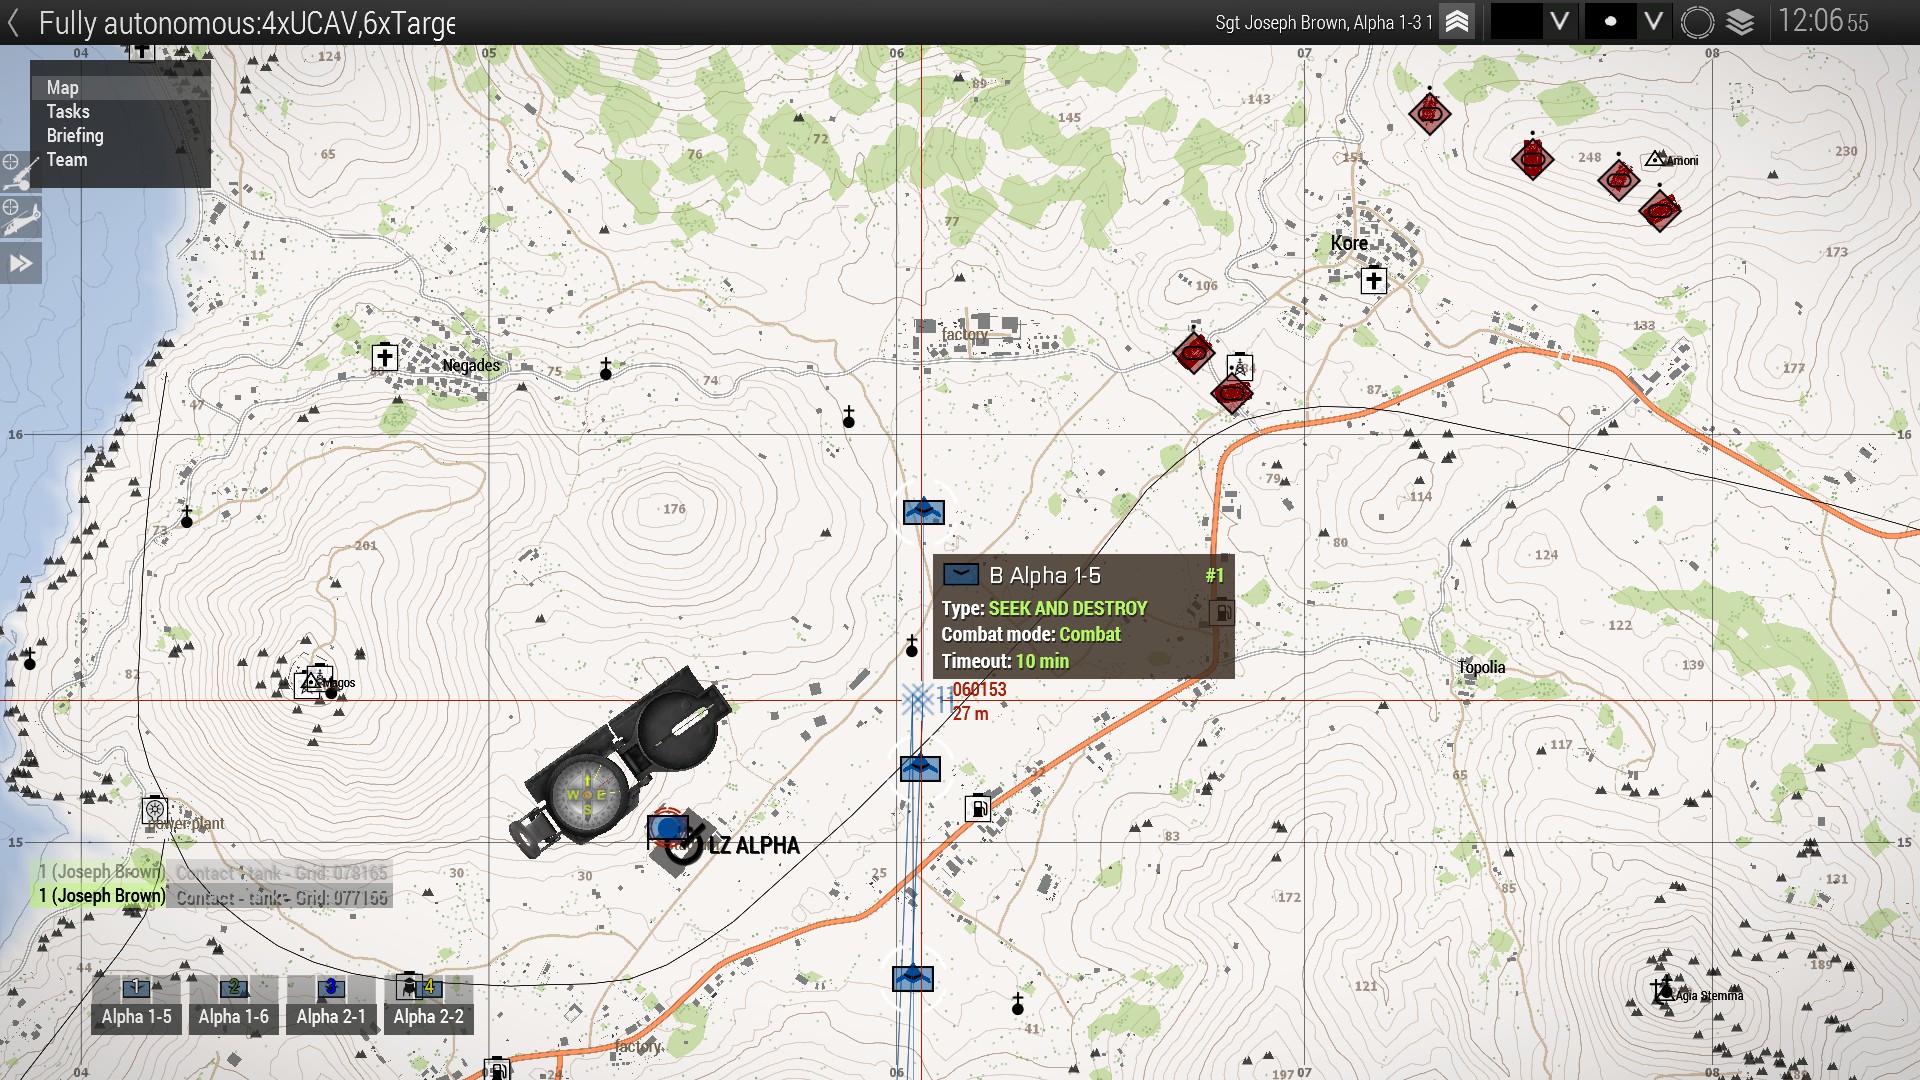 Fully autonomous:4xUCAV,6xTarge
Sgt Joseph Brown, Alpha 1-3 1
12:06 55
04
05
06
07
08
Map
Tasks
Briefing
Team
124
89
143
145
72
65
76
151
248
Amoni
230
77
11
Kore
173
106
factory
133
Negades
75
74
87
177
47
16
16
79
114
176
73
201
80
124
B Alpha 1-5
#1
Type: SEEK AND DESTROY
Combat mode: Combat
Timeout: 10 min
122
139
Topolia
82
Magos
060153
27 m
117
65
32
power plant
83
15
LZ ALPHA
15
1 (Joseph Brown)
Contact - tank - Grid: 078165
1 (Joseph Brown)
Contact - tank - Grid: 077166
30
30
25
85
131
172
44
189
121
Agia Stemma
1
2
3
4
Alpha 1-5
Alpha 1-6
Alpha 2-1
Alpha 2-2
41
factory
04
24
06
197
07
08